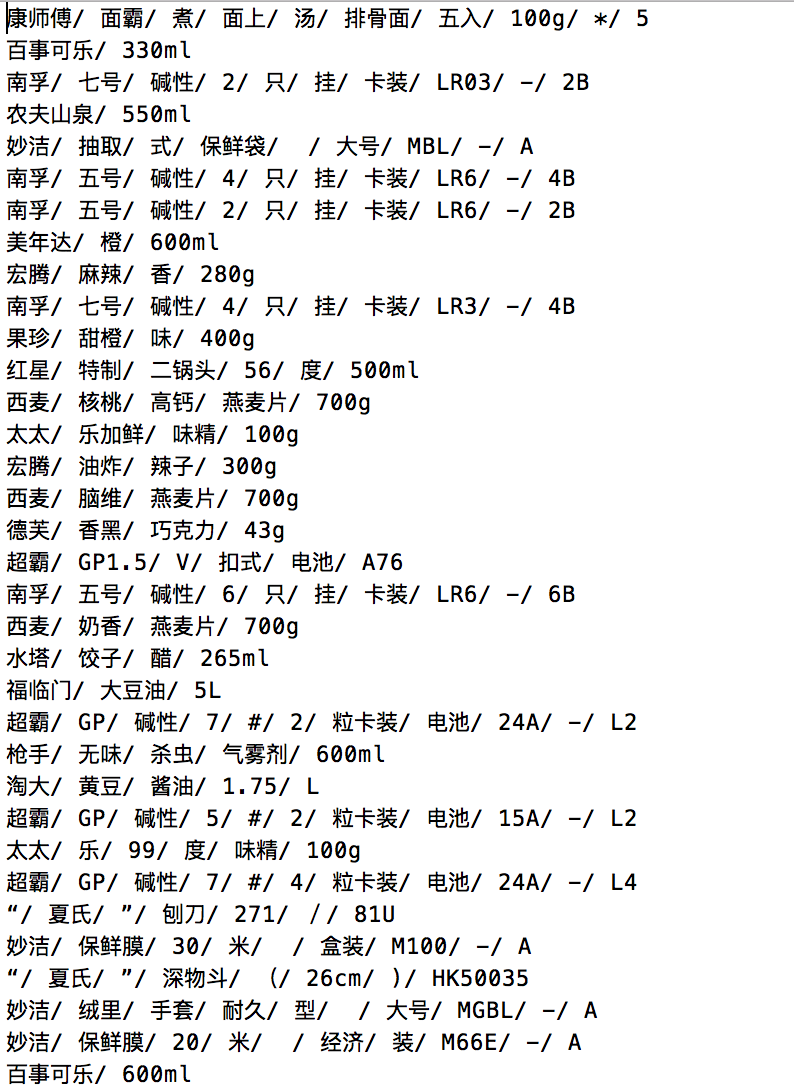 康师傅/ 面霸/ 煮/ 面上/ 汤/ 排骨面/ 五入/ 100g/ */ 5
百事可乐/ 330ml
南孚/ 七号/ 碱性/ 2/ 只/ 挂/ 卡装/ LR03/ -/ 2B
农夫山泉/ 550ml
妙洁/ 抽取/ 式/ 保鲜袋/  / 大号/ MBL/ -/ A
南孚/ 五号/ 碱性/ 4/ 只/ 挂/ 卡装/ LR6/ -/ 4B
南孚/ 五号/ 碱性/ 2/ 只/ 挂/ 卡装/ LR6/ -/ 2B
美年达/ 橙/ 600ml
宏腾/ 麻辣/ 香/ 280g
南孚/ 七号/ 碱性/ 4/ 只/ 挂/ 卡装/ LR3/ -/ 4B
果珍/ 甜橙/ 味/ 400g
红星/ 特制/ 二锅头/ 56/ 度/ 500ml
西麦/ 核桃/ 高钙/ 燕麦片/ 700g
太太/ 乐加鲜/ 味精/ 100g
宏腾/ 油炸/ 辣子/ 300g
西麦/ 脑维/ 燕麦片/ 700g
德芙/ 香黑/ 巧克力/ 43g
超霸/ GP1.5/ V/ 扣式/ 电池/ A76
南孚/ 五号/ 碱性/ 6/ 只/ 挂/ 卡装/ LR6/ -/ 6B
西麦/ 奶香/ 燕麦片/ 700g
水塔/ 饺子/ 醋/ 265ml
福临门/ 大豆油/ 5L
超霸/ GP/ 碱性/ 7/ #/ 2/ 粒卡装/ 电池/ 24A/ -/ L2
枪手/ 无味/ 杀虫/ 气雾剂/ 600ml
淘大/ 黄豆/ 酱油/ 1.75/ L
超霸/ GP/ 碱性/ 5/ #/ 2/ 粒卡装/ 电池/ 15A/ -/ L2
太太/ 乐/ 99/ 度/ 味精/ 100g
超霸/ GP/ 碱性/ 7/ #/ 4/ 粒卡装/ 电池/ 24A/ -/ L4
“/ 夏氏/ ”/ 刨刀/ 271/ // 81U
妙洁/ 保鲜膜/ 30/ 米/  / 盒装/ M100/ -/ A
“/ 夏氏/ ”/ 深物斗/ （/ 26cm/ )/ HK50035
妙洁/ 绒里/ 手套/ 耐久/ 型/  / 大号/ MGBL/ -/ A
妙洁/ 保鲜膜/ 20/ 米/  / 经济/ 装/ M66E/ -/ A
百事可乐/ 600ml